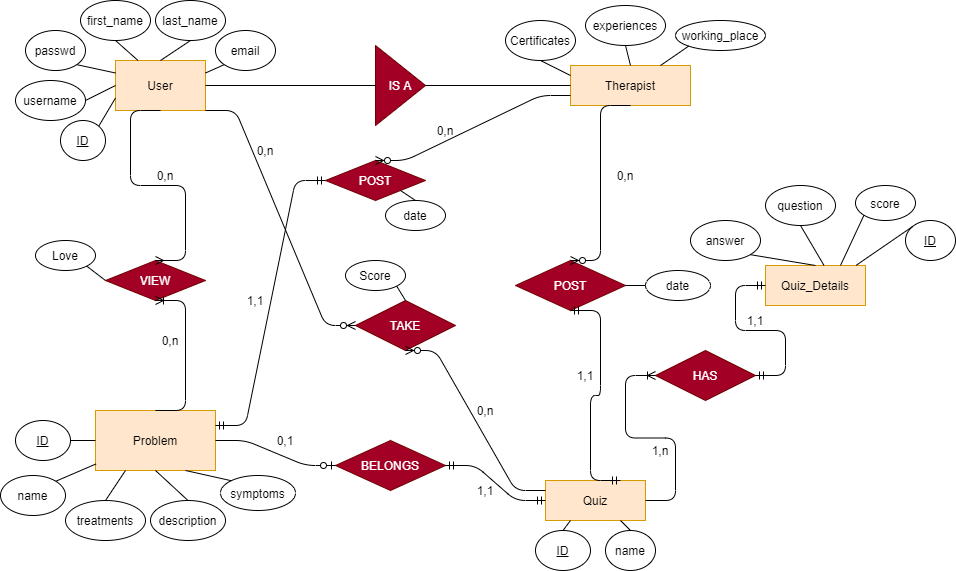 first_name
last_name
passwd
email
User
username
ID
IS A
Certificates
experiences
working_place
Therapist
0,n
0,n
POST
date
0,n
0,n
Love
VIEW
0,n
1,1
Score
TAKE
0,n
POST
date
1,1
answer
question
score
ID
Quiz_Details
1,1
HAS
1,n
ID
Problem
name
treatments
description
symptoms
0,1
BELONGS
1,1
Quiz
ID
name